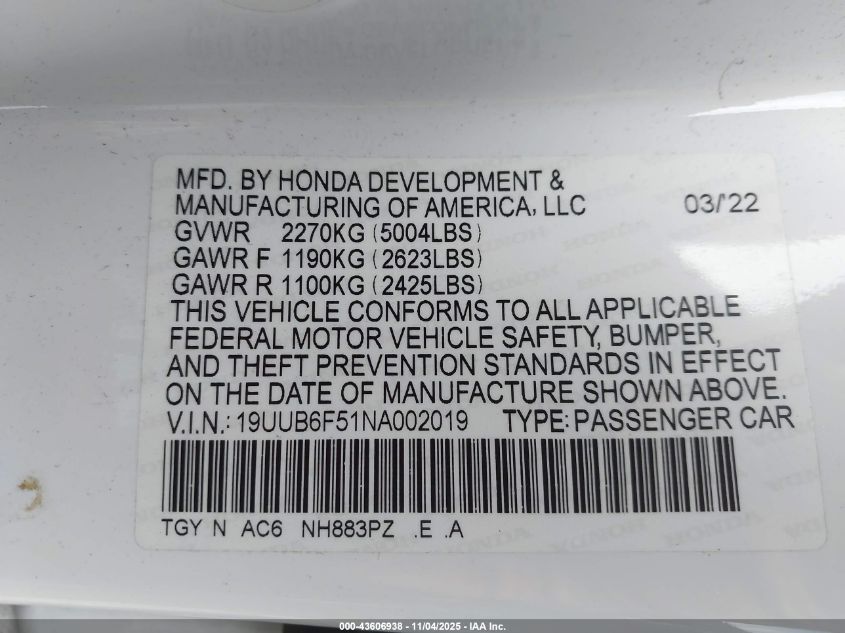 MFD. BY HONDA DEVELOPMENT &
MANUFACTURING OF AMERICA, LLC 03/'22
GVWR 2270KG (5004LBS)
GAWR F 1190KG (2623LBS)
GAWR R 1100KG (2425LBS)
THIS VEHICLE CONFORMS TO ALL APPLICABLE
FEDERAL MOTOR VEHICLE SAFETY, BUMPER,
AND THEFT PREVENTION STANDARDS IN EFFECT
ON THE DATE OF MANUFACTURE SHOWN ABOVE.
V.I.N.: 19UUB6F51NA002019 TYPE: PASSENGER CAR
TGY N AC6 NH883PZ .E .A
000-43606938 - 11/04/2025 - IAA Inc.